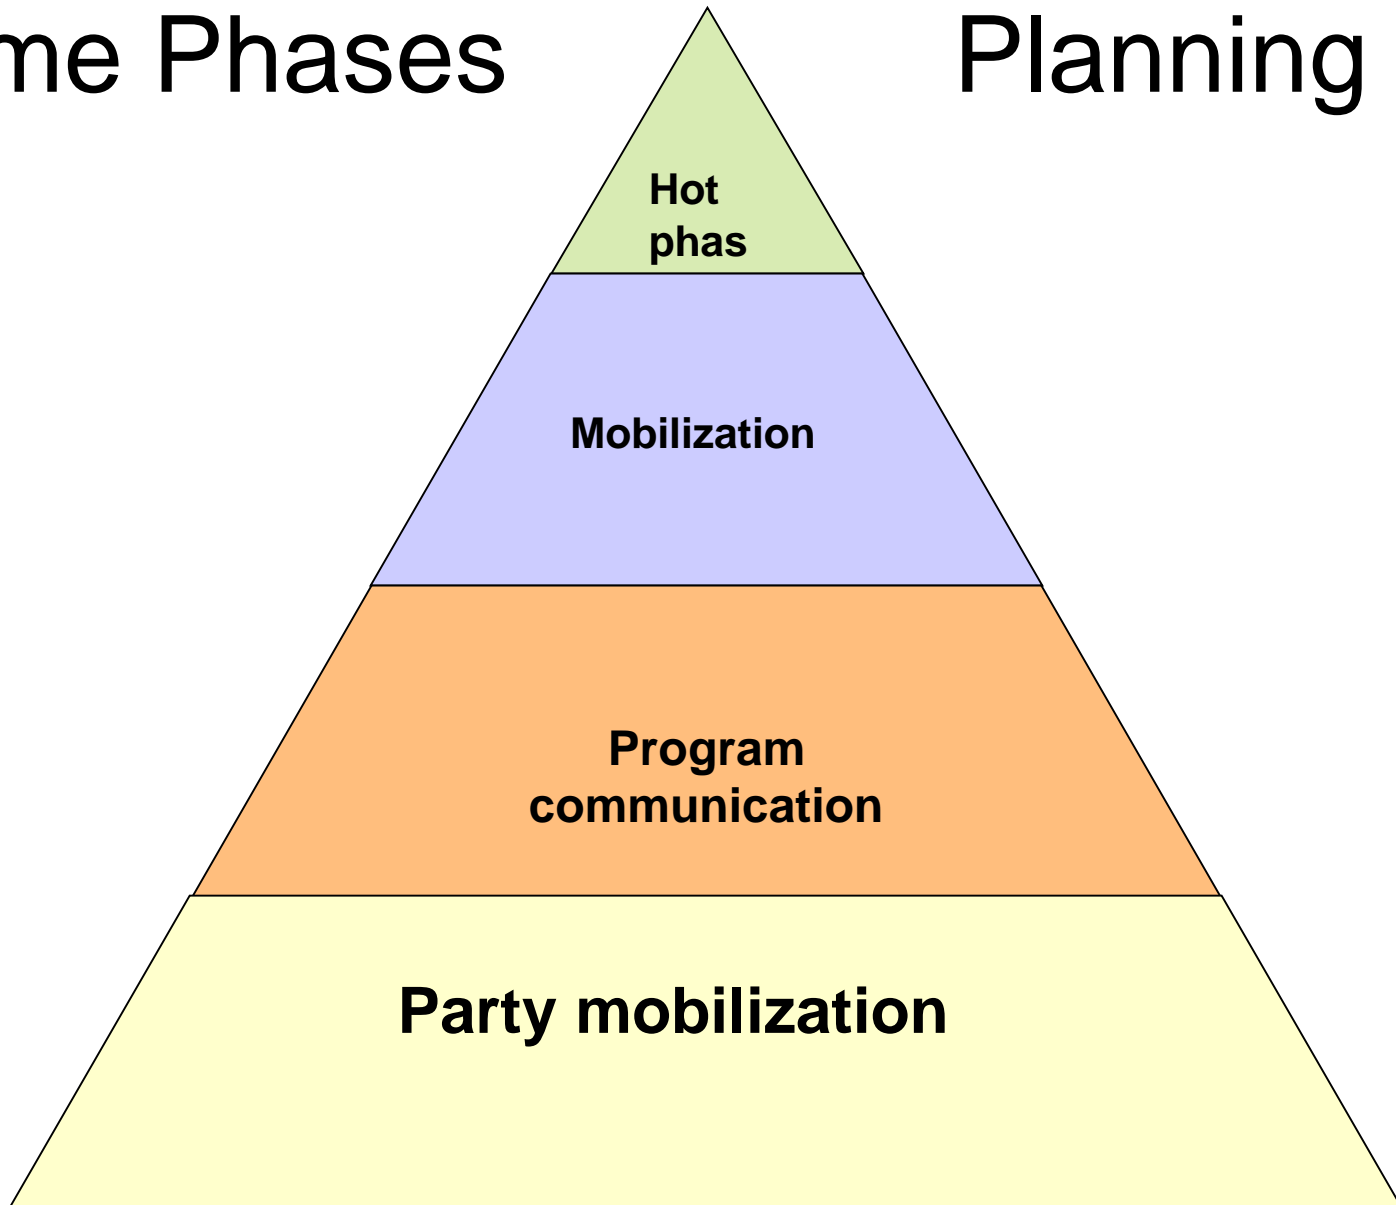 me Phases
Planning
Hot
phas
Mobilization
Program
communication
Party mobilization